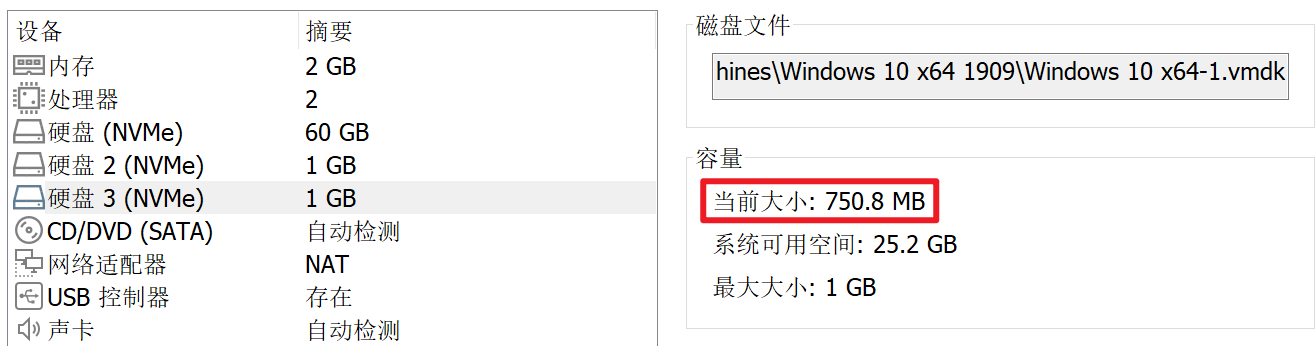 设备 摘要
内存 2 GB
处理器 2
硬盘 (NVMe) 60 GB
硬盘 2 (NVMe) 1 GB
硬盘 3 (NVMe) 1 GB
CD/DVD (SATA) 自动检测
网络适配器 NAT
USB 控制器 存在
声卡 自动检测
磁盘文件
hines\Windows 10 x64 1909\Windows 10 x64-1.vmdk
容量
当前大小: 750.8 MB
系统可用空间: 25.2 GB
最大大小: 1 GB